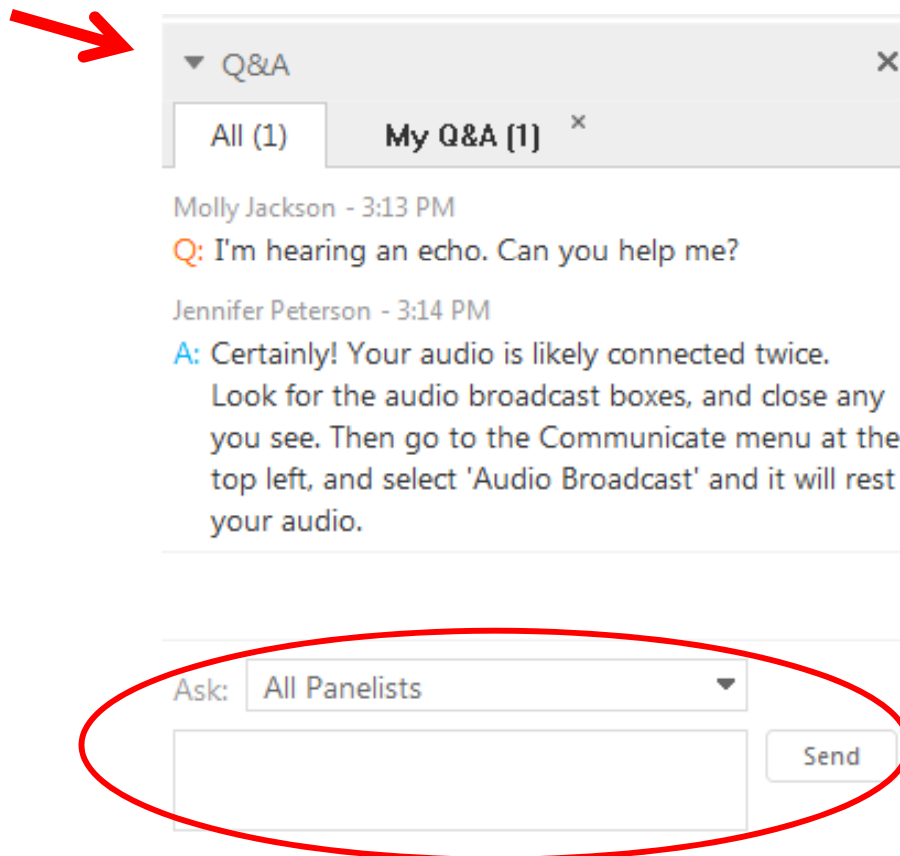 Q&A
All (1) My Q&A (1)
Molly Jackson - 3:13 PM
Q: I'm hearing an echo. Can you help me?
Jennifer Peterson - 3:14 PM
A: Certainly! Your audio is likely connected twice.
Look for the audio broadcast boxes, and close any
you see. Then go to the Communicate menu at the
top left, and select 'Audio Broadcast' and it will rest
your audio.
Ask: All Panelists
Send